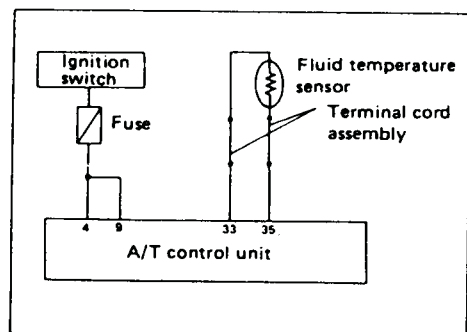 Ignition
switch
Fuse
Fluid temperature
sensor
Terminal cord
assembly
4 9 33 35
A/T control unit